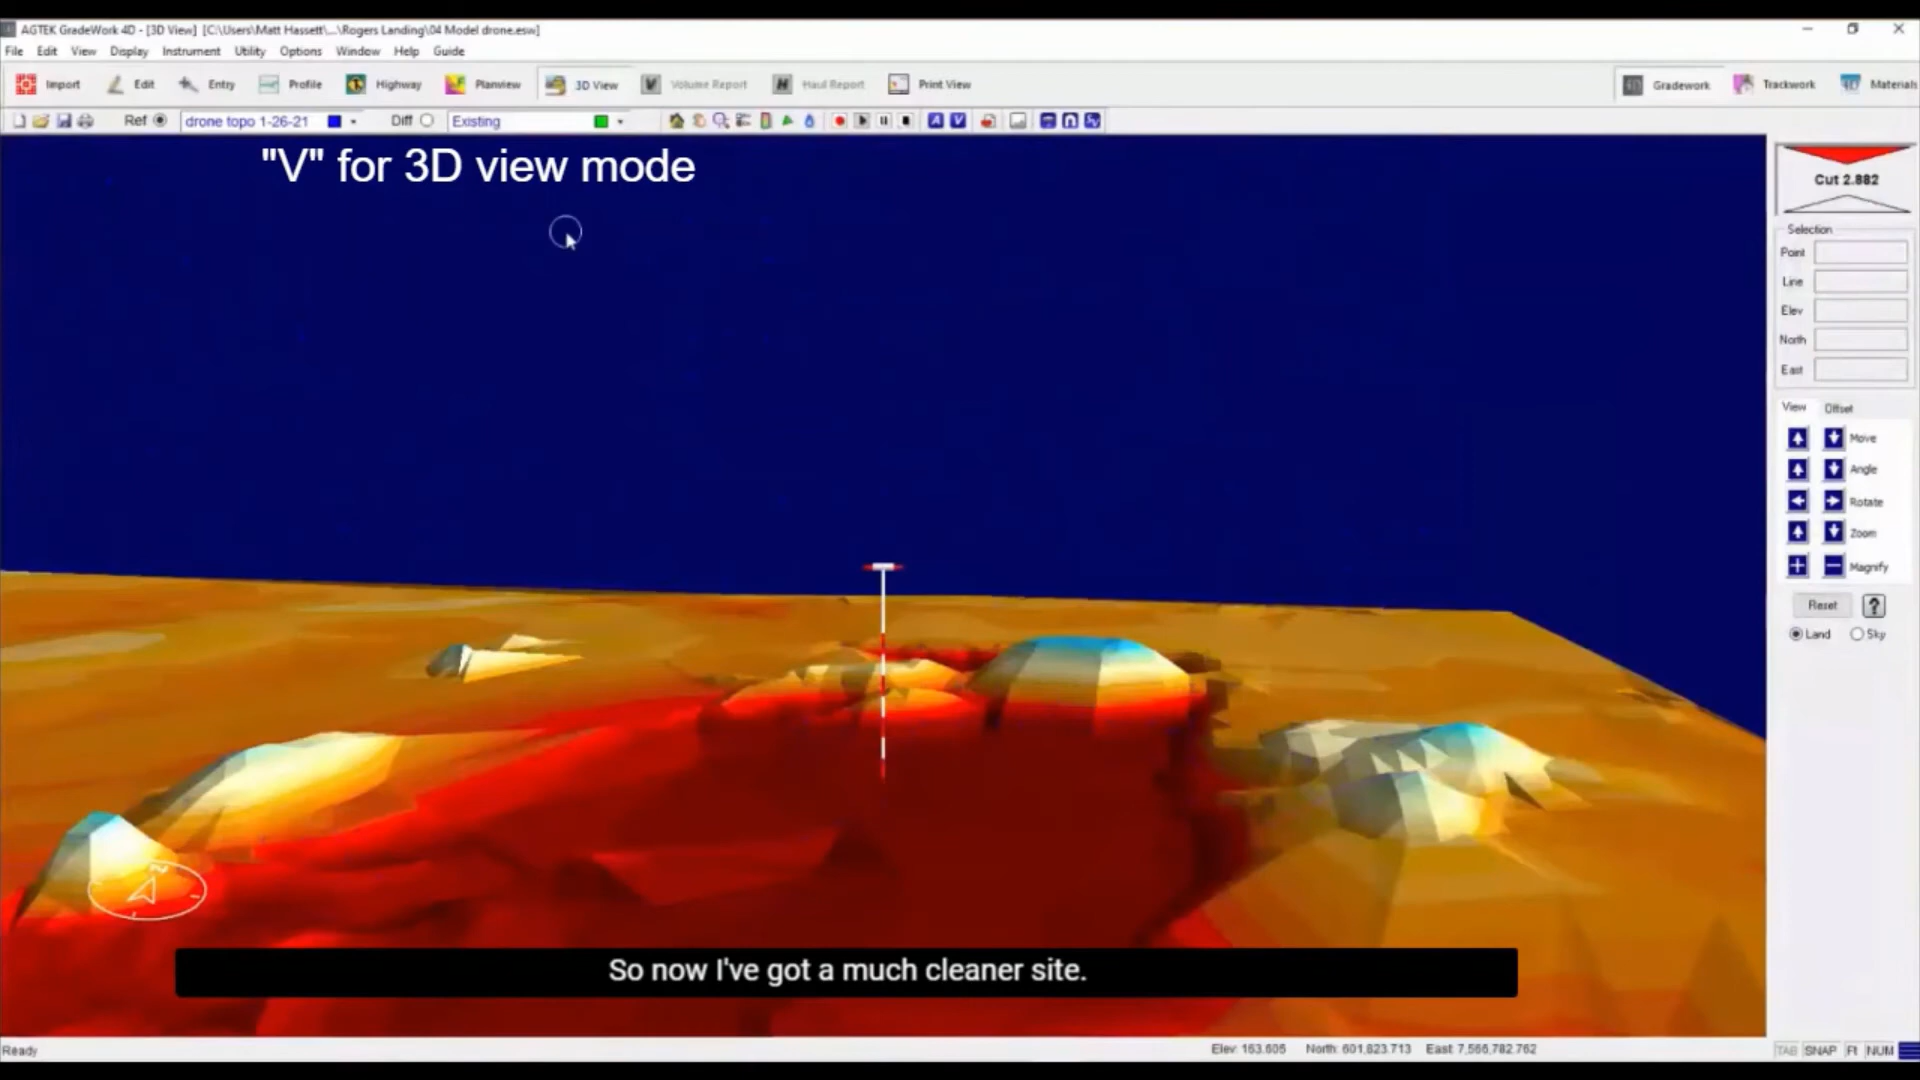 AGTEK GradeWork 4D - [3D View] [C:\Users\Matt Hassett\...\Rogers Landing\04 Model drone.esw]
File Edit View Display Instrument Utility Options Window Help Guide
Import Edit Entry Profile Highway Planview 3D View Volume Report Haul Report Print View Gradework Trackwork Materials
Ref drone topo 1-26-21 Diff Existing
"V" for 3D view mode
Cut 2.882
Selection
Point
Line
Elev
North
East
View Offset
Move
Angle
Rotate
Zoom
Magnify
Reset ?
Land Sky
N
So now I've got a much cleaner site.
Ready Elev: 163.605 North: 601,823.713 East: 7,566,782.762 TAB SNAP Ft NUM